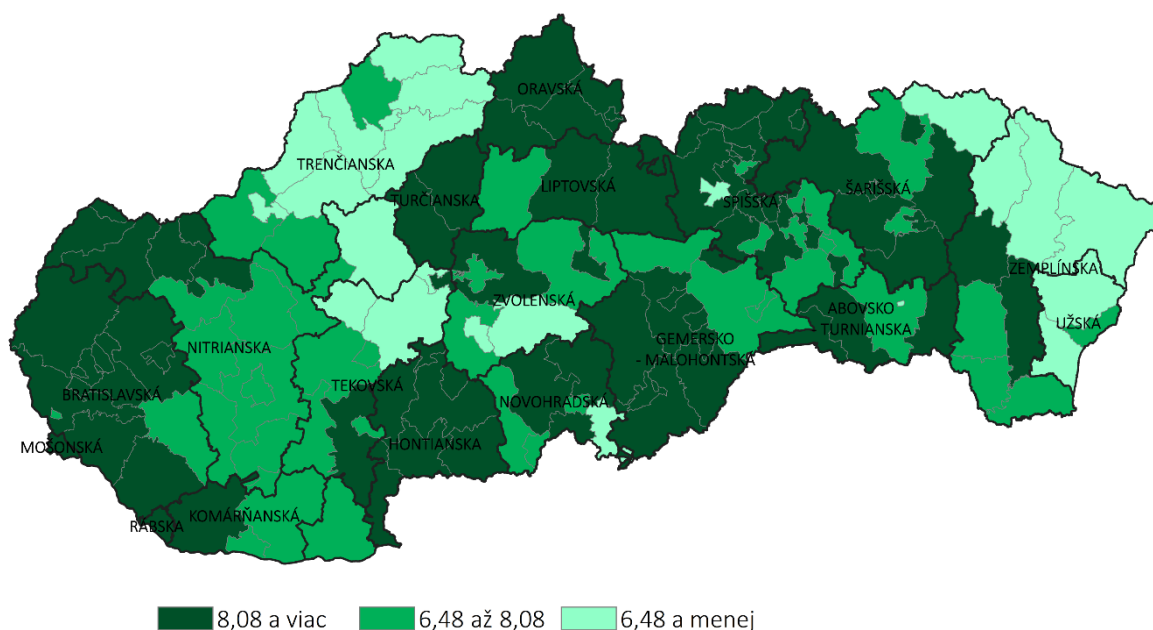 ORAVSKÁ
TRENČIANSKA
LIPTOVSKÁ
TURČIANSKA
SPIŠSKÁ
ŠARIŠSKÁ
ZEMPLÍNSKA
ZVOLENSKÁ
ABOVSKO
TURNIANSKA
UŽSKÁ
NITRIANSKA
GEMERSKO
- MALOHONTSKÁ
TEKOVSKÁ
BRATISLAVSKÁ
NOVOHRADSKÁ
MOŠONSKÁ
HONTIANSKA
RÁBSKA
KOMÁRŇANSKÁ
8,08 a viac
6,48 až 8,08
6,48 a menej